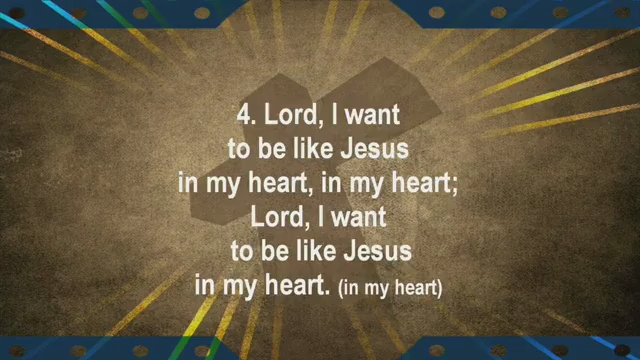 4. Lord, I want
to be like Jesus
in my heart, in my heart;
Lord, I want
to be like Jesus
in my heart. (in my heart)